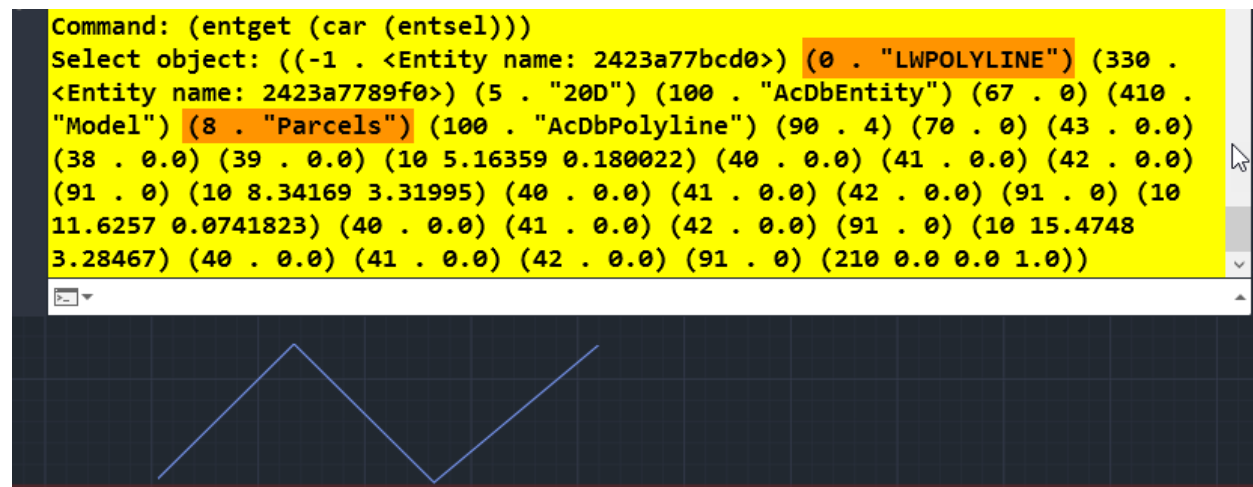 Command: (entget (car (entsel)))
Select object: ((-1 . <Entity name: 2423a77bcd0>) (0 . "LWPOLYLINE") (330 .
<Entity name: 2423a7789f0>) (5 . "20D") (100 . "AcDbEntity") (67 . 0) (410 .
"Model") (8 . "Parcels") (100 . "AcDbPolyline") (90 . 4) (70 . 0) (43 . 0.0)
(38 . 0.0) (39 . 0.0) (10 5.16359 0.180022) (40 . 0.0) (41 . 0.0) (42 . 0.0)
(91 . 0) (10 8.34169 3.31995) (40 . 0.0) (41 . 0.0) (42 . 0.0) (91 . 0) (10
11.6257 0.0741823) (40 . 0.0) (41 . 0.0) (42 . 0.0) (91 . 0) (10 15.4748
3.28467) (40 . 0.0) (41 . 0.0) (42 . 0.0) (91 . 0) (210 0.0 0.0 1.0))